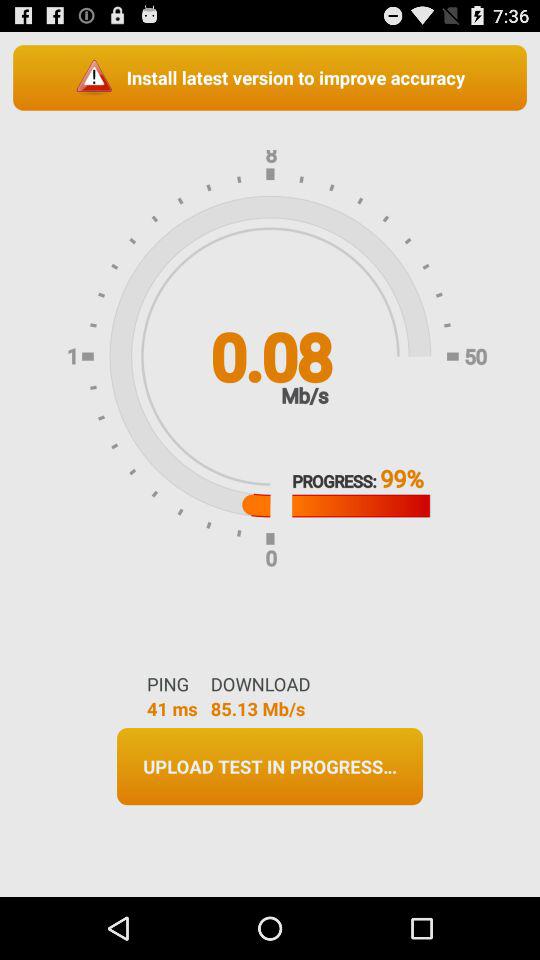 7:36
Install latest version to improve accuracy
8
1
50
0.08
Mb/s
PROGRESS: 99%
0
PING DOWNLOAD
41 ms 85.13 Mb/s
UPLOAD TEST IN PROGRESS...